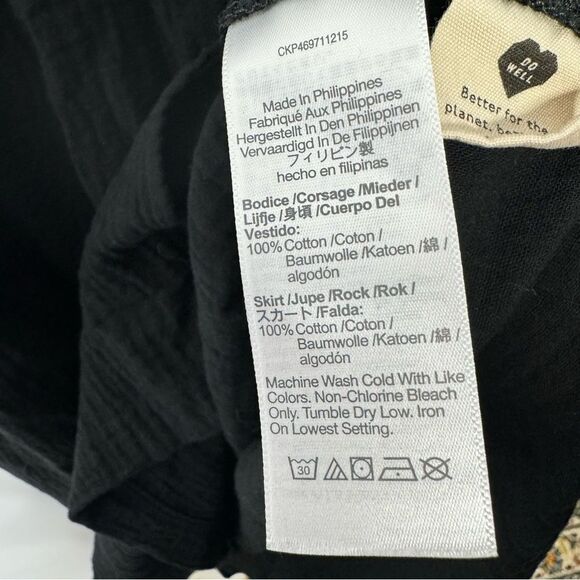 CKP469711215
Made In Philippines
Fabriqué Aux Philippinen
Hergestellt In Den Philippinen
Vervaardigd In De Filippijnen
フィリピン製
hecho en filipinas
Bodice /Corsage /Mieder /
Lijfje /身頃 /Cuerpo Del
Vestido:
100% Cotton /Coton /
Baumwolle /Katoen /綿 /
algodón
Skirt /Jupe /Rock /Rok /
スカート /Falda:
100% Cotton /Coton /
Baumwolle /Katoen /綿 /
algodón
Machine Wash Cold With Like
Colors. Non-Chlorine Bleach
Only. Tumble Dry Low. Iron
On Lowest Setting.
30
DO
WELL
Better for the
planet,